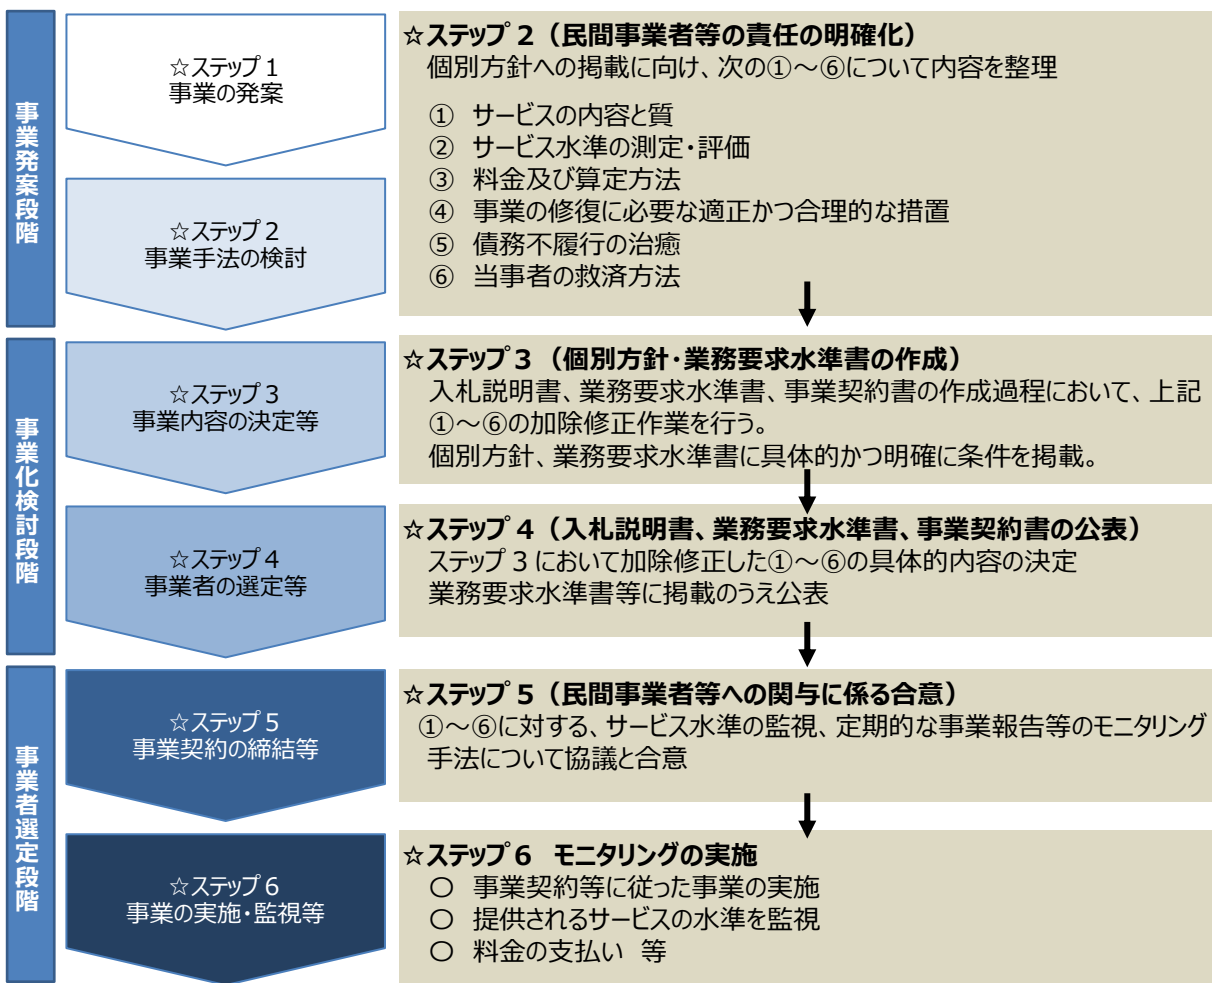 事業発案段階
☆ステップ1
事業の発案
☆ステップ2
事業手法の検討
☆ステップ2（民間事業者等の責任の明確化）
個別方針への掲載に向け、次の①～⑥について内容を整理
① サービスの内容と質
② サービス水準の測定・評価
③ 料金及び算定方法
④ 事業の修復に必要な適正かつ合理的な措置
⑤ 債務不履行の治癒
⑥ 当事者の救済方法
事業化検討段階
☆ステップ3
事業内容の決定等
☆ステップ3（個別方針・業務要求水準書の作成）
入札説明書、業務要求水準書、事業契約書の作成過程において、上記
①～⑥の加除修正作業を行う。
個別方針、業務要求水準書に具体的かつ明確に条件を掲載。
☆ステップ4
事業者の選定等
☆ステップ4（入札説明書、業務要求水準書、事業契約書の公表）
ステップ3において加除修正した①～⑥の具体的内容の決定
業務要求水準書等に掲載のうえ公表
事業者選定段階
☆ステップ5
事業契約の締結等
☆ステップ5（民間事業者等への関与に係る合意）
①～⑥に対する、サービス水準の監視、定期的な事業報告等のモニタリング
手法について協議と合意
☆ステップ6
事業の実施・監視等
☆ステップ6 モニタリングの実施
〇 事業契約等に従った事業の実施
〇 提供されるサービスの水準を監視
〇 料金の支払い 等